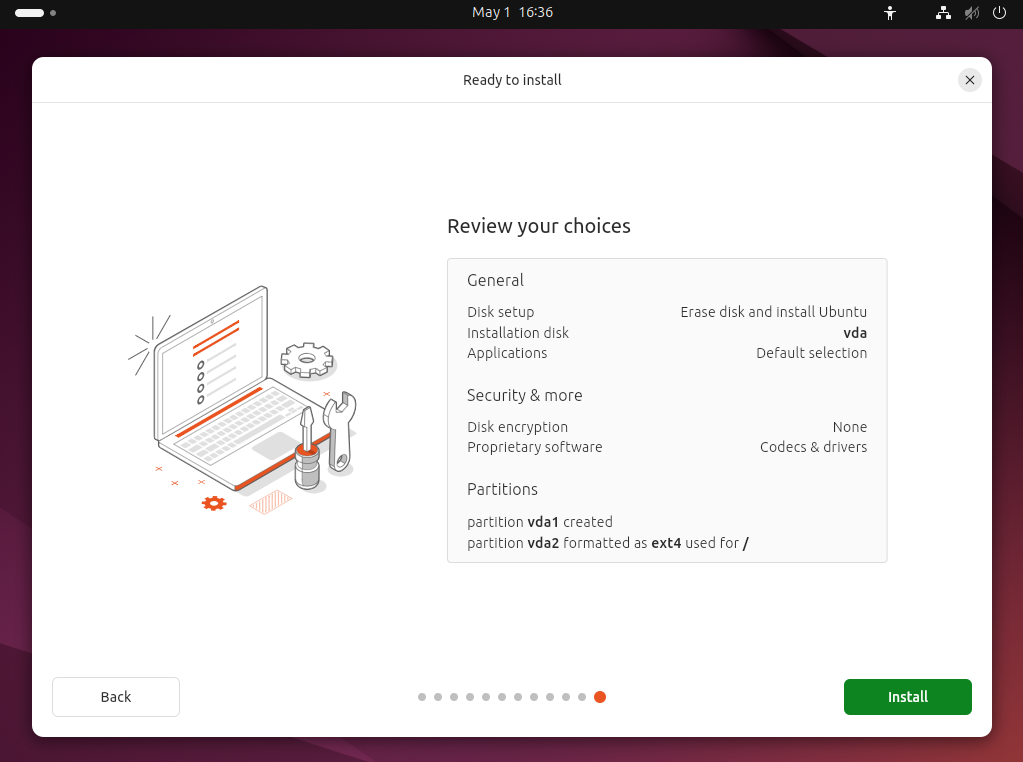 May 1 16:36
Ready to install
Review your choices
General
Disk setup Erase disk and install Ubuntu
Installation disk vda
Applications Default selection
Security & more
Disk encryption None
Proprietary software Codecs & drivers
Partitions
partition vda1 created
partition vda2 formatted as ext4 used for /
Back
Install